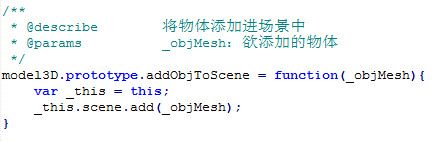 /**
 * @describe        将物体添加进场景中
 * @params          _objMesh：欲添加的物体
 */
model3D.prototype.addObjToScene = function(_objMesh){
    var _this = this;
    _this.scene.add(_objMesh);
}